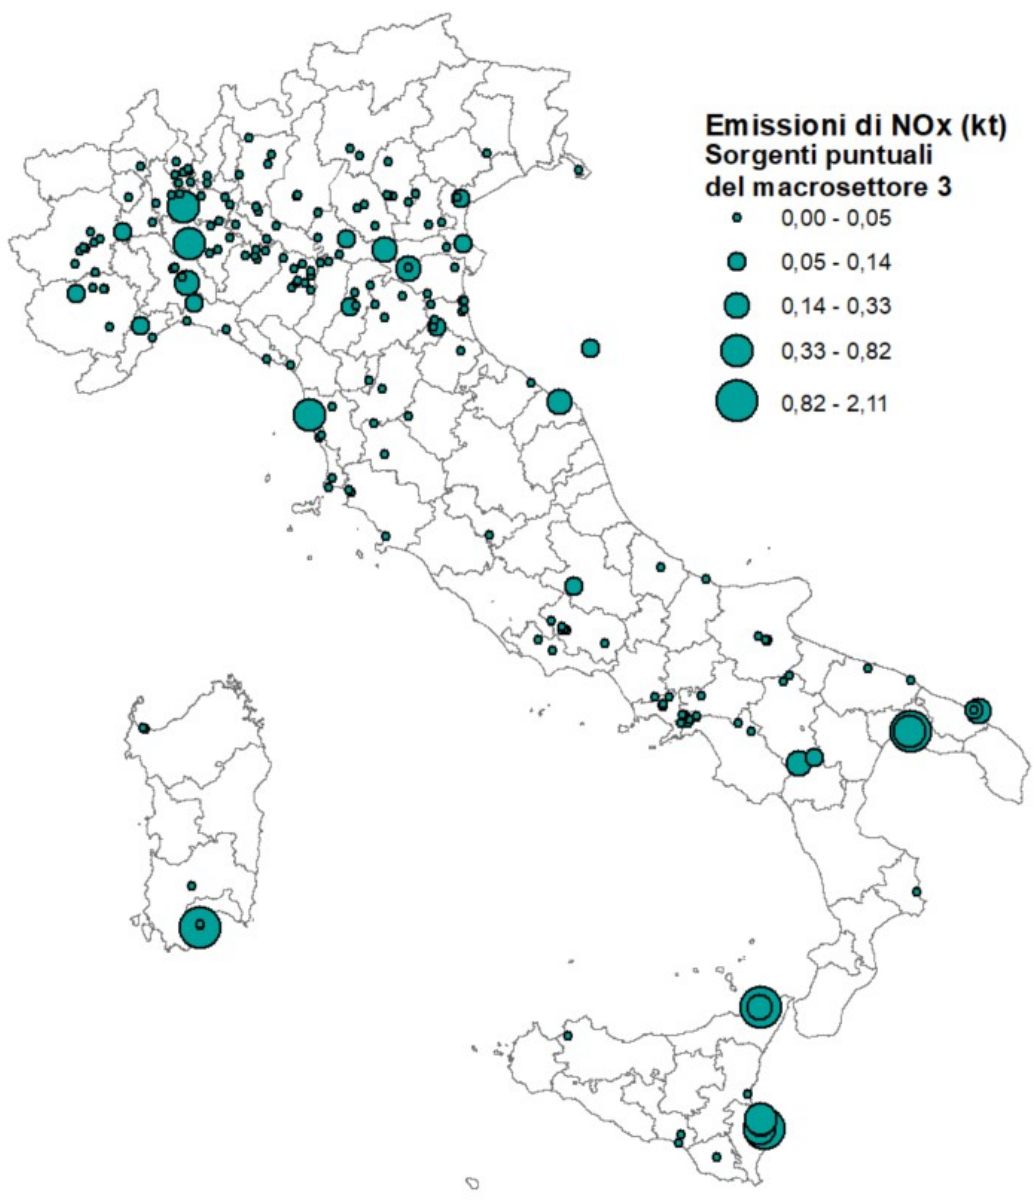 Emissioni di NOx (kt)
Sorgenti puntuali
del macrosettore 3
0,00 - 0,05
0,05 - 0,14
0,14 - 0,33
0,33 - 0,82
0,82 - 2,11